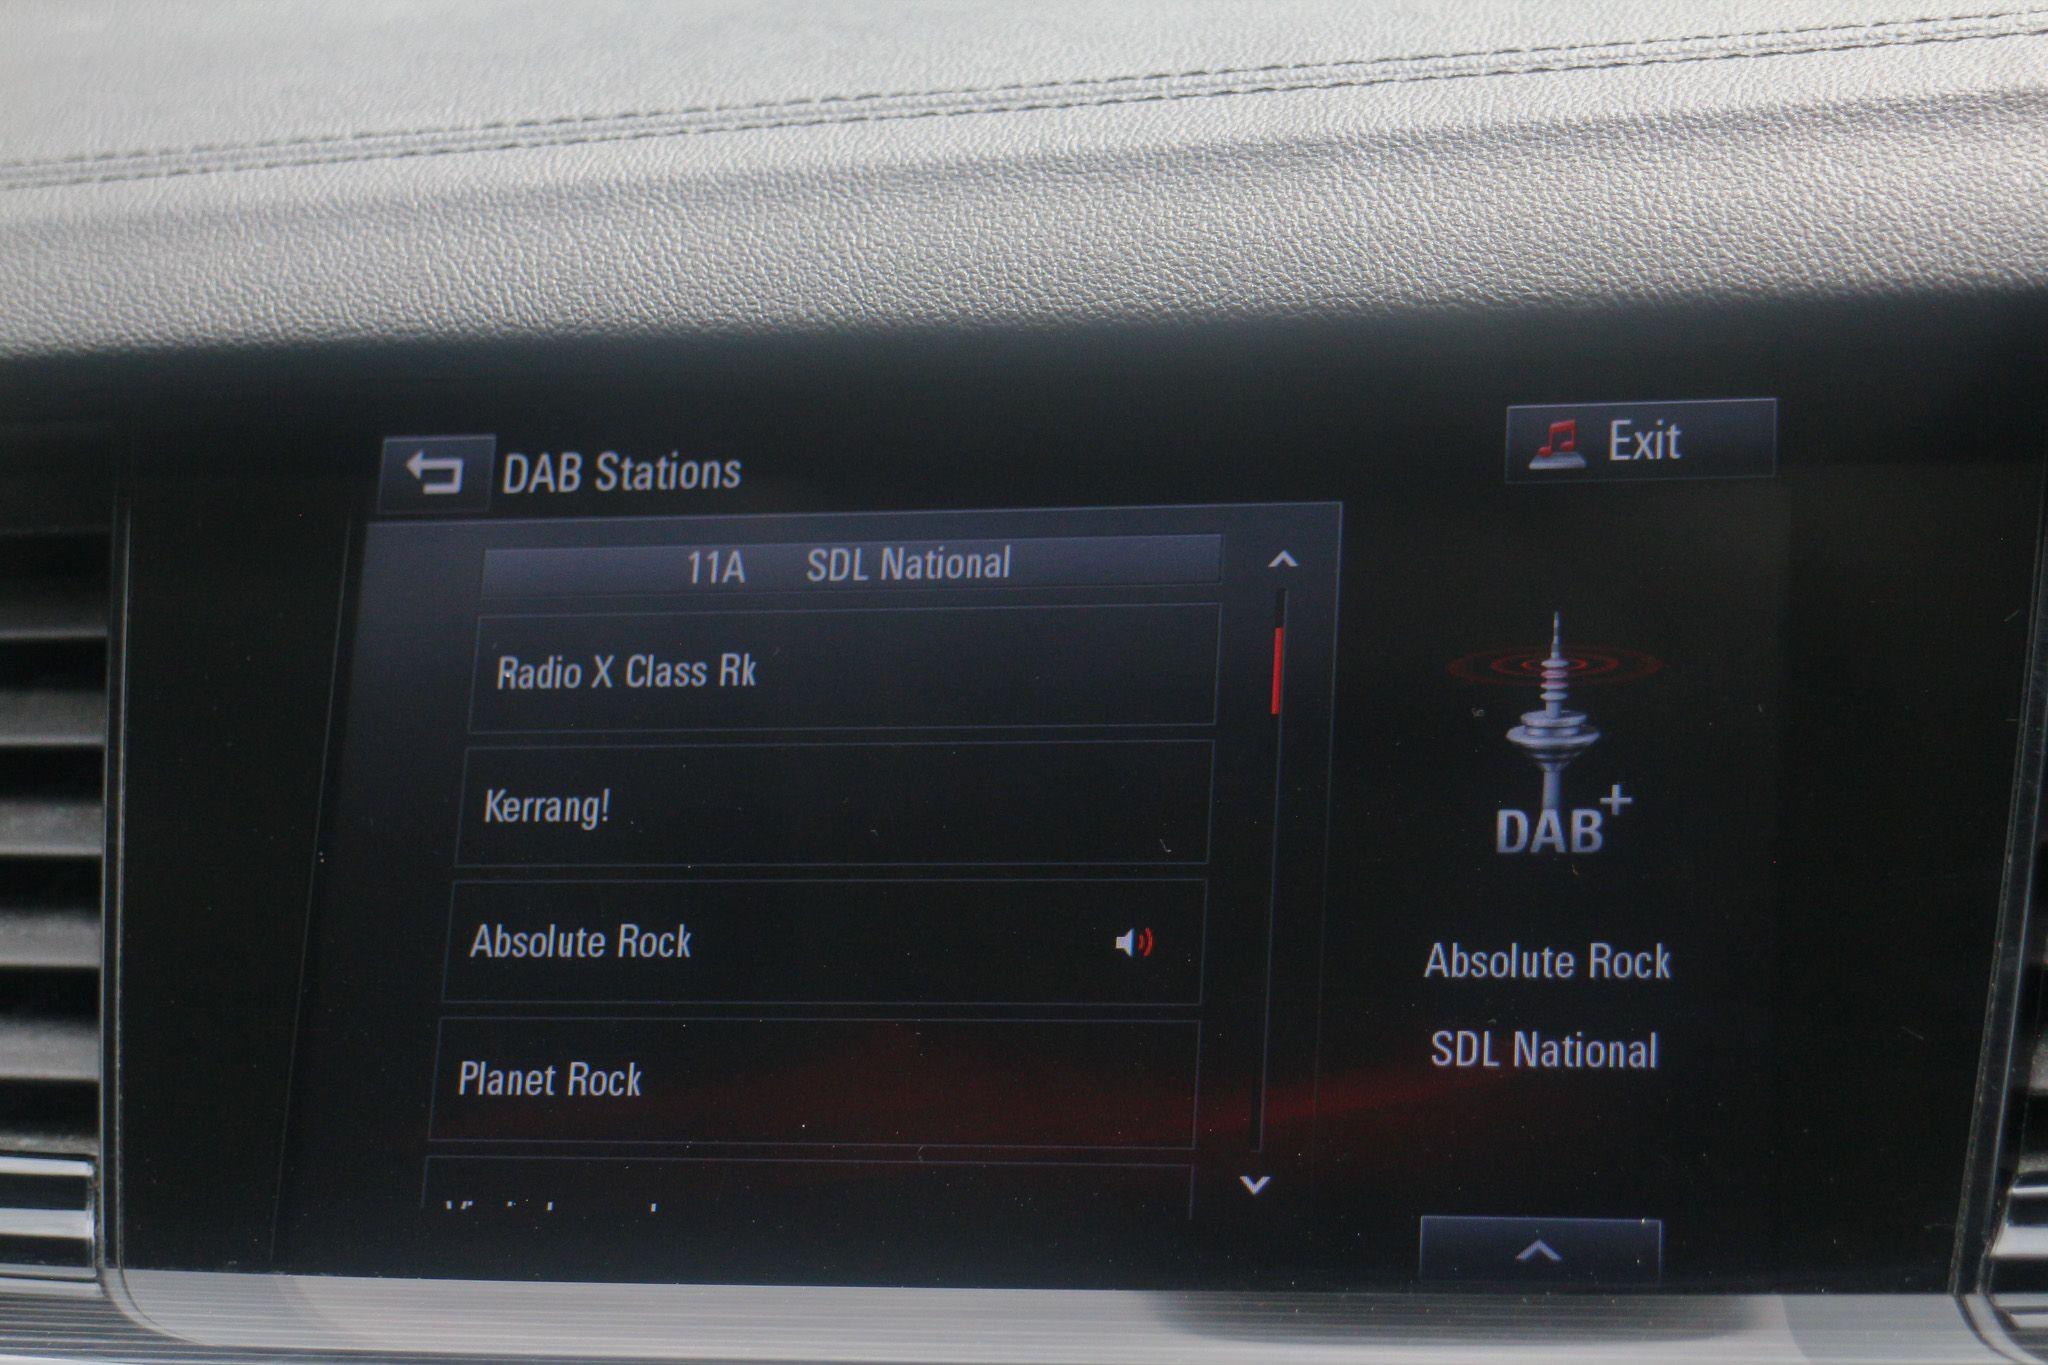 DAB Stations
Exit
11A SDL National
Radio X Class Rk
Kerrang!
Absolute Rock
Planet Rock
DAB+
Absolute Rock
SDL National